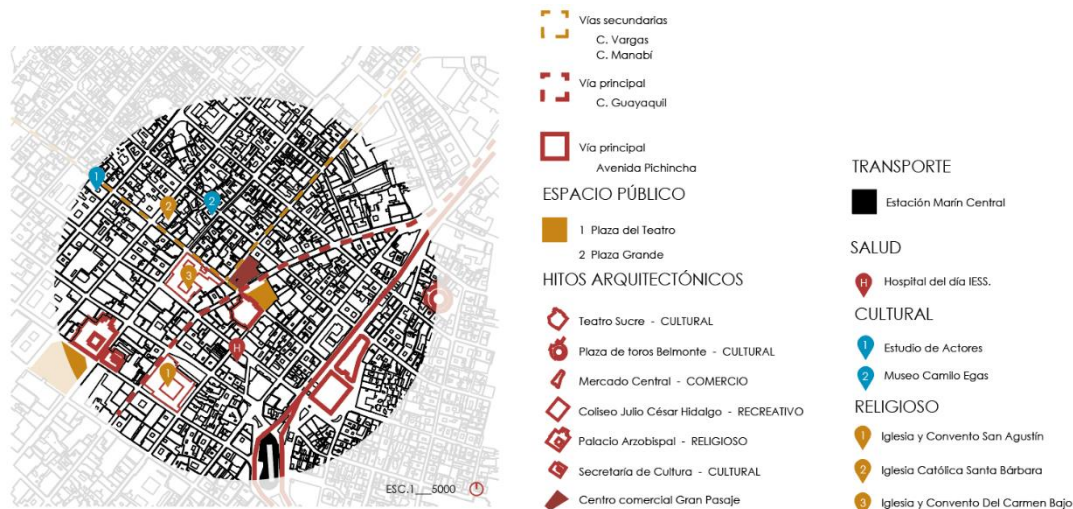 1
2
2
3
H
1
ESC.1___5000
Vías secundarias
C. Vargas
C. Manabí
Vía principal
C. Guayaquil
Vía principal
Avenida Pichincha
ESPACIO PÚBLICO
1 Plaza del Teatro
2 Plaza Grande
HITOS ARQUITECTÓNICOS
Teatro Sucre - CULTURAL
Plaza de toros Belmonte - CULTURAL
Mercado Central - COMERCIO
Coliseo Julio César Hidalgo - RECREATIVO
Palacio Arzobispal - RELIGIOSO
Secretaría de Cultura - CULTURAL
Centro comercial Gran Pasaje
TRANSPORTE
Estación Marín Central
SALUD
H Hospital del día IESS.
CULTURAL
1 Estudio de Actores
2 Museo Camilo Egas
RELIGIOSO
1 Iglesia y Convento San Agustín
2 Iglesia Católica Santa Bárbara
3 Iglesia y Convento Del Carmen Bajo